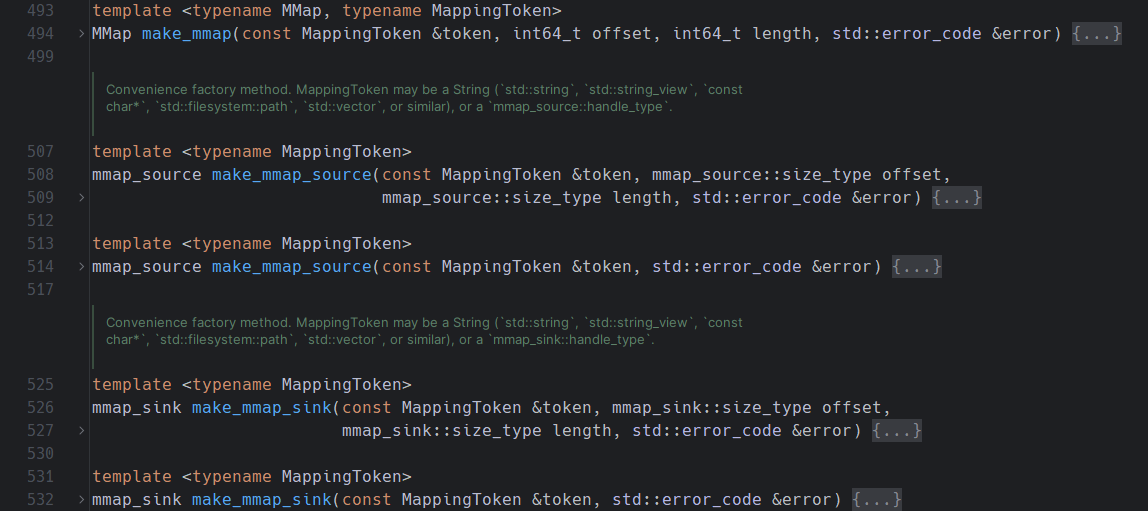 493 template <typename MMap, typename MappingToken>
494 > MMap make_mmap(const MappingToken &token, int64_t offset, int64_t length, std::error_code &error) {...}
499
Convenience factory method. MappingToken may be a String (`std::string`, `std::string_view`, `const
char*`, `std::filesystem::path`, `std::vector`, or similar), or a `mmap_source::handle_type`.
507 template <typename MappingToken>
508 mmap_source make_mmap_source(const MappingToken &token, mmap_source::size_type offset,
509 > mmap_source::size_type length, std::error_code &error) {...}
512
513 template <typename MappingToken>
514 > mmap_source make_mmap_source(const MappingToken &token, std::error_code &error) {...}
517
Convenience factory method. MappingToken may be a String (`std::string`, `std::string_view`, `const
char*`, `std::filesystem::path`, `std::vector`, or similar), or a `mmap_sink::handle_type`.
525 template <typename MappingToken>
526 mmap_sink make_mmap_sink(const MappingToken &token, mmap_sink::size_type offset,
527 > mmap_sink::size_type length, std::error_code &error) {...}
530
531 template <typename MappingToken>
532 > mmap_sink make_mmap_sink(const MappingToken &token, std::error_code &error) {...}